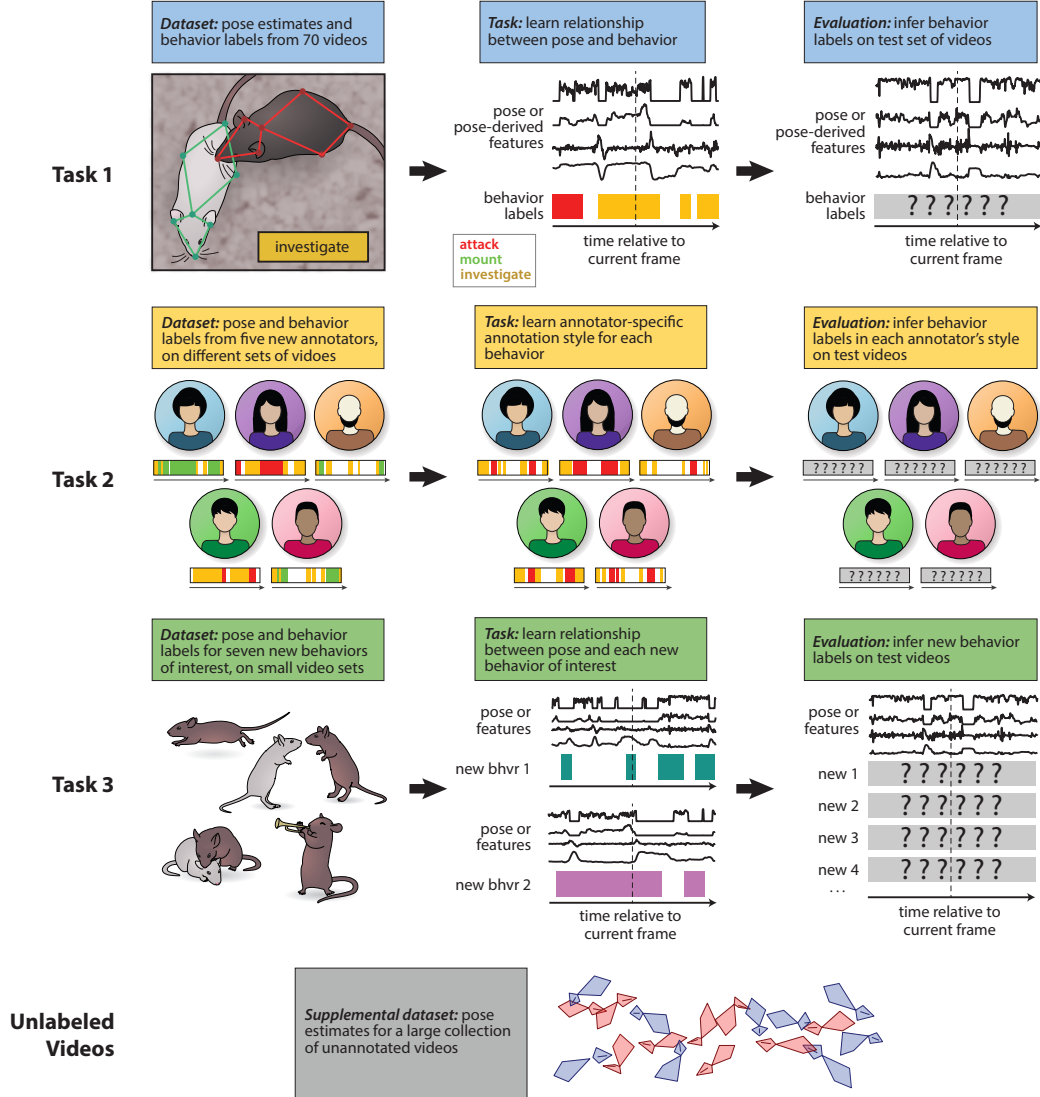 Dataset: pose estimates and
behavior labels from 70 videos
Task: learn relationship
between pose and behavior
Evaluation: infer behavior
labels on test set of videos
Task 1
investigate
pose or
pose-derived
features
behavior
labels
attack
mount
investigate
time relative to
current frame
pose or
pose-derived
features
behavior
labels
? ? ? ? ? ?
time relative to
current frame
Dataset: pose and behavior
labels from five new annotators,
on different sets of vidoes
Task: learn annotator-specific
annotation style for each
behavior
Evaluation: infer behavior
labels in each annotator's style
on test videos
Task 2
? ? ? ? ? ?
? ? ? ? ? ?
? ? ? ? ? ?
? ? ? ? ? ?
? ? ? ? ? ?
Dataset: pose and behavior
labels for seven new behaviors
of interest, on small video sets
Task: learn relationship
between pose and each new
behavior of interest
Evaluation: infer new behavior
labels on test videos
Task 3
pose or
features
new bhvr 1
pose or
features
new bhvr 2
time relative to
current frame
pose or
features
new 1
? ? ? ? ? ?
new 2
? ? ? ? ? ?
new 3
? ? ? ? ? ?
new 4
? ? ? ? ? ?
...
time relative to
current frame
Unlabeled
Videos
Supplemental dataset: pose
estimates for a large collection
of unannotated videos